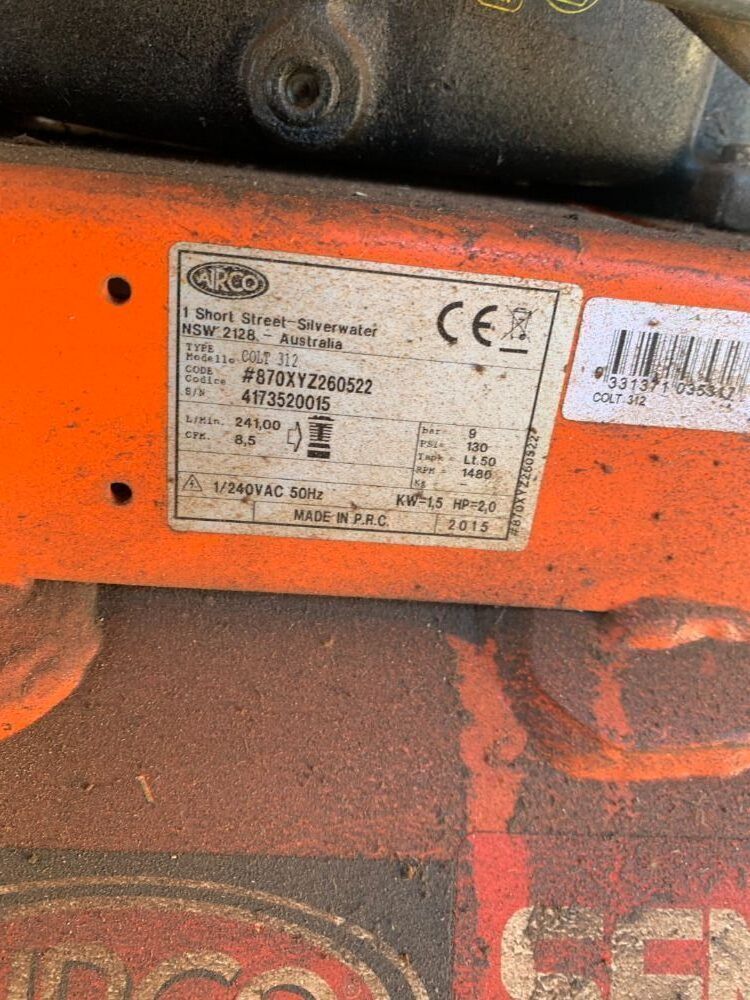 AIRCO
1 Short Street-Silverwater
NSW 2128 - Australia
TYPE
Modello COLT 312
CODE
Codice #870XYZ260522
S/N 4173520015
L/Min. 241,00
CFM. 8,5
bar= 9
PSI= 130
Tank = Lt.50
RPM = 1480
Kg = -
1/240VAC 50Hz
KW=1,5 HP=2,0
MADE IN P.R.C.
2015
#870XYZ260522
CE
COLT 312
AIRCO